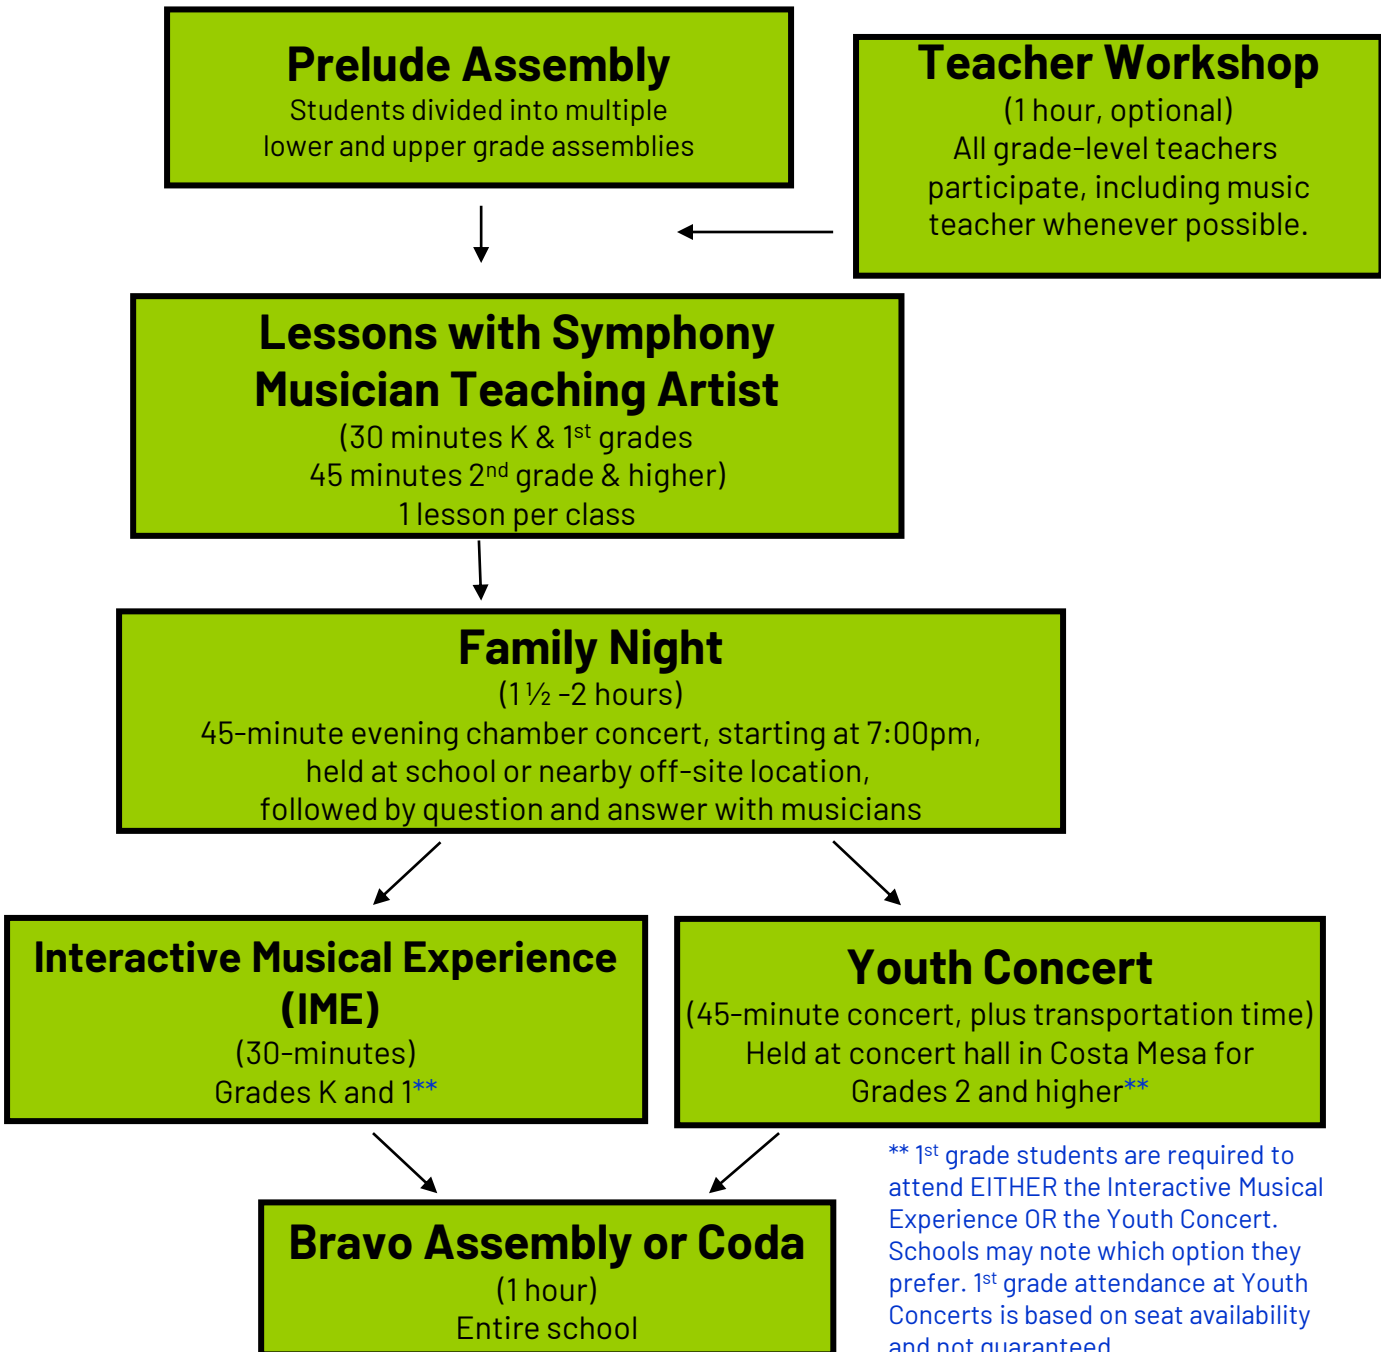 Prelude Assembly
Students divided into multiple
lower and upper grade assemblies
Teacher Workshop
(1 hour, optional)
All grade-level teachers
participate, including music
teacher whenever possible.
Lessons with Symphony
Musician Teaching Artist
(30 minutes K & 1st grades
45 minutes 2nd grade & higher)
1 lesson per class
Family Night
(1 ½ -2 hours)
45-minute evening chamber concert, starting at 7:00pm,
held at school or nearby off-site location,
followed by question and answer with musicians
Interactive Musical Experience
(IME)
(30-minutes)
Grades K and 1**
Youth Concert
(45-minute concert, plus transportation time)
Held at concert hall in Costa Mesa for
Grades 2 and higher**
** 1st grade students are required to
attend EITHER the Interactive Musical
Experience OR the Youth Concert.
Schools may note which option they
prefer. 1st grade attendance at Youth
Concerts is based on seat availability
and not guaranteed
Bravo Assembly or Coda
(1 hour)
Entire school